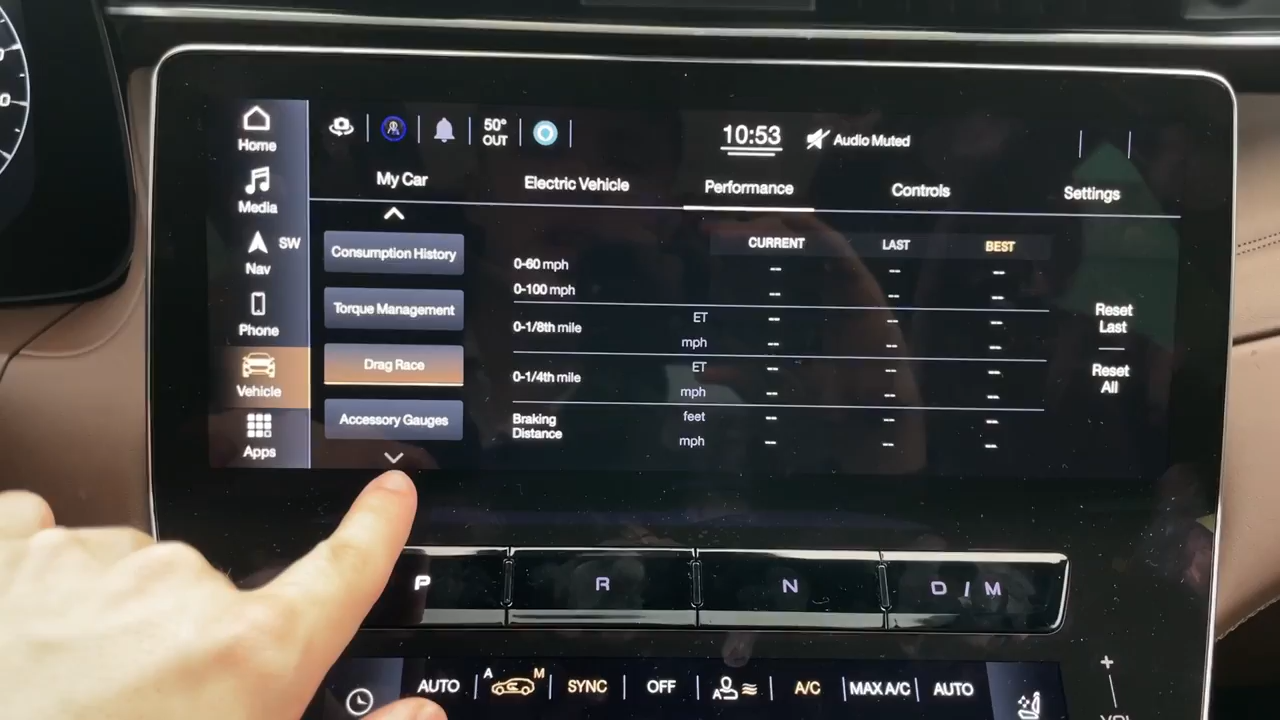 Home
Media
SW
Nav
Phone
Vehicle
Apps
50°
OUT
10:53
Audio Muted
My Car
Electric Vehicle
Performance
Controls
Settings
Consumption History
Torque Management
Drag Race
Accessory Gauges
CURRENT LAST BEST
0-60 mph -- -- --
0-100 mph -- -- --
0-1/8th mile ET -- -- --
mph -- -- --
0-1/4th mile ET -- -- --
mph -- -- --
Braking
Distance
feet -- -- --
mph -- -- --
Reset
Last
Reset
All
P R N D / M
AUTO
A M
SYNC
OFF
A
A/C
MAX A/C
AUTO
+